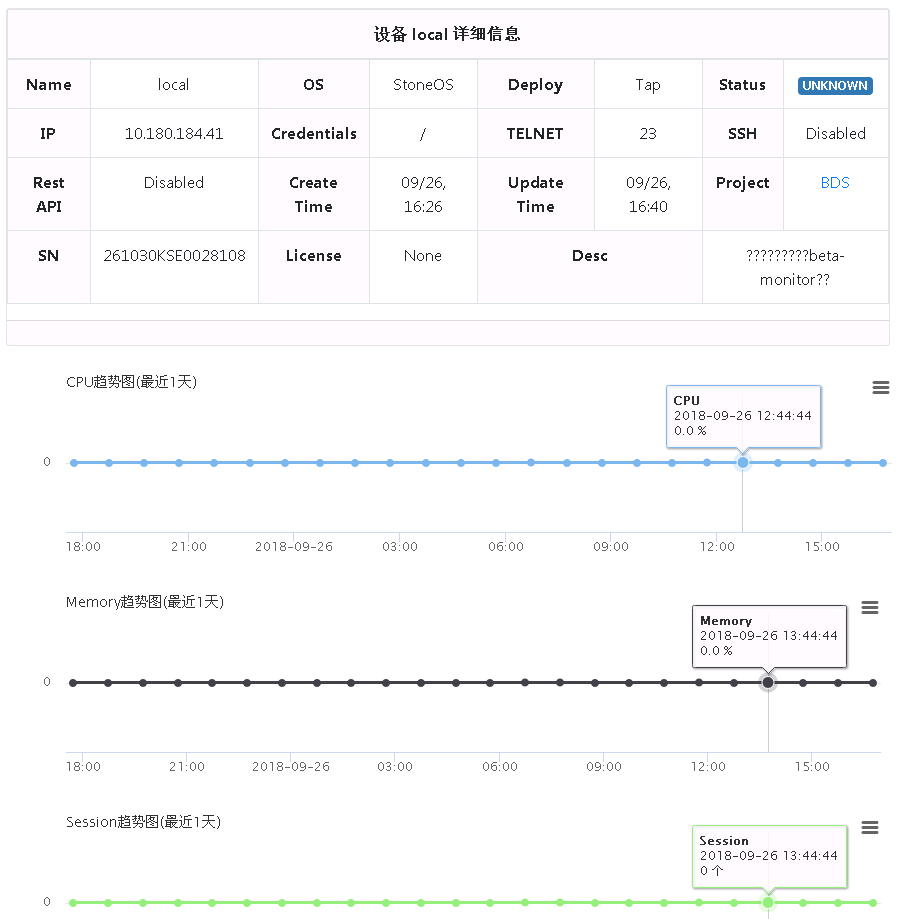 设备 local 详细信息
Name local OS StoneOS Deploy Tap Status UNKNOWN
IP 10.180.184.41 Credentials / TELNET 23 SSH Disabled
Rest API Disabled Create Time 09/26, 16:26 Update Time 09/26, 16:40 Project BDS
SN 261030KSE0028108 License None Desc ?????????beta-monitor??
CPU趋势图(最近1天)
CPU
2018-09-26 12:44:44
0.0 %
0
18:00 21:00 2018-09-26 03:00 06:00 09:00 12:00 15:00
Memory趋势图(最近1天)
Memory
2018-09-26 13:44:44
0.0 %
0
18:00 21:00 2018-09-26 03:00 06:00 09:00 12:00 15:00
Session趋势图(最近1天)
Session
2018-09-26 13:44:44
0 个
0